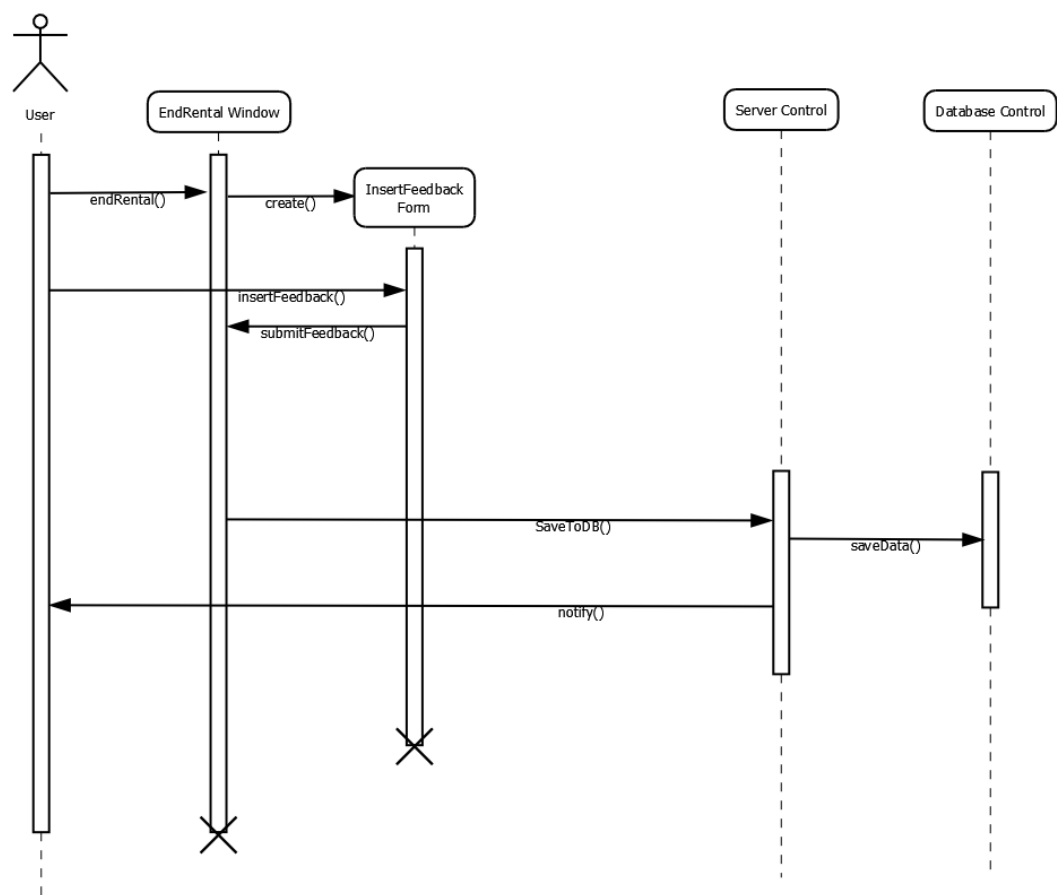 User
EndRental Window
Server Control
Database Control
endRental()
create()
InsertFeedback
Form
insertFeedback()
submitFeedback()
SaveToDB()
saveData()
notify()